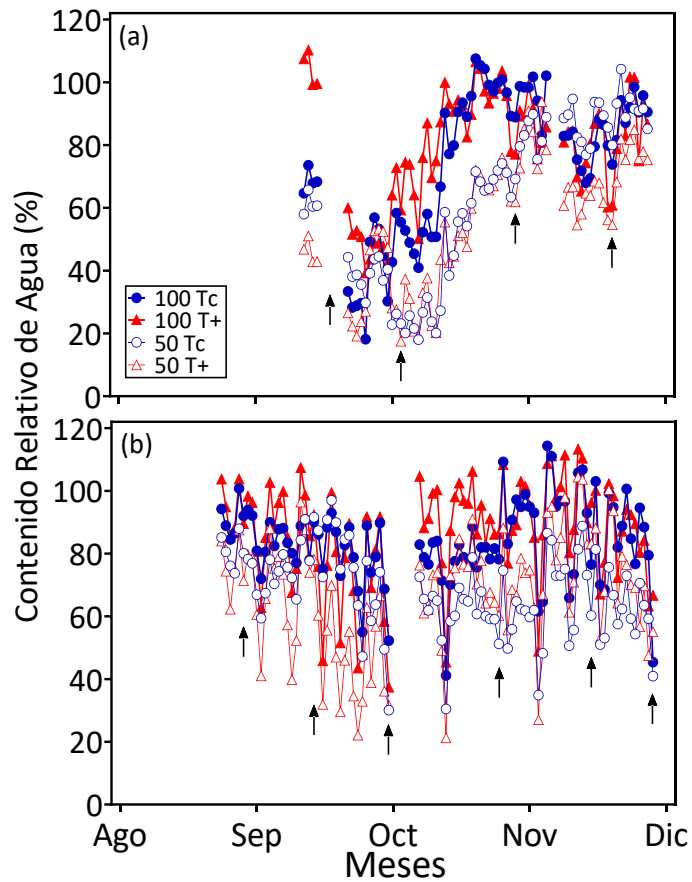 Contenido Relativo de Agua (%)
(a)
120
100
80
60
40
20
0
100 Tc
100 T+
50 Tc
50 T+
(b)
120
100
80
60
40
20
0
Ago Sep Oct Nov Dic
Meses